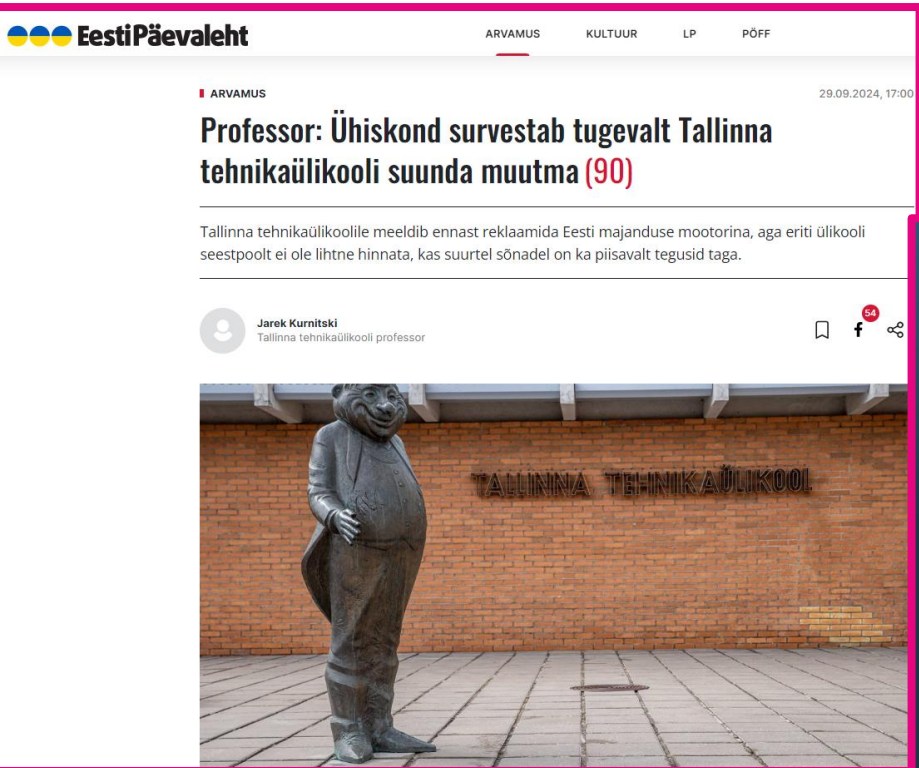 EestiPäevaleht
ARVAMUS KULTUUR LP PÖFF
ARVAMUS
29.09.2024, 17:00
Professor: Ühiskond survestab tugevalt Tallinna
tehnikaülikooli suunda muutma (90)
Tallinna tehnikaülikoolile meeldib ennast reklaamida Eesti majanduse mootorina, aga eriti ülikooli
seestpoolt ei ole lihtne hinnata, kas suurtel sõnadel on ka piisavalt tegusid taga.
Jarek Kurnitski
Tallinna tehnikaülikooli professor
54
TALLINNA TEHNIKAÜLIKOOL